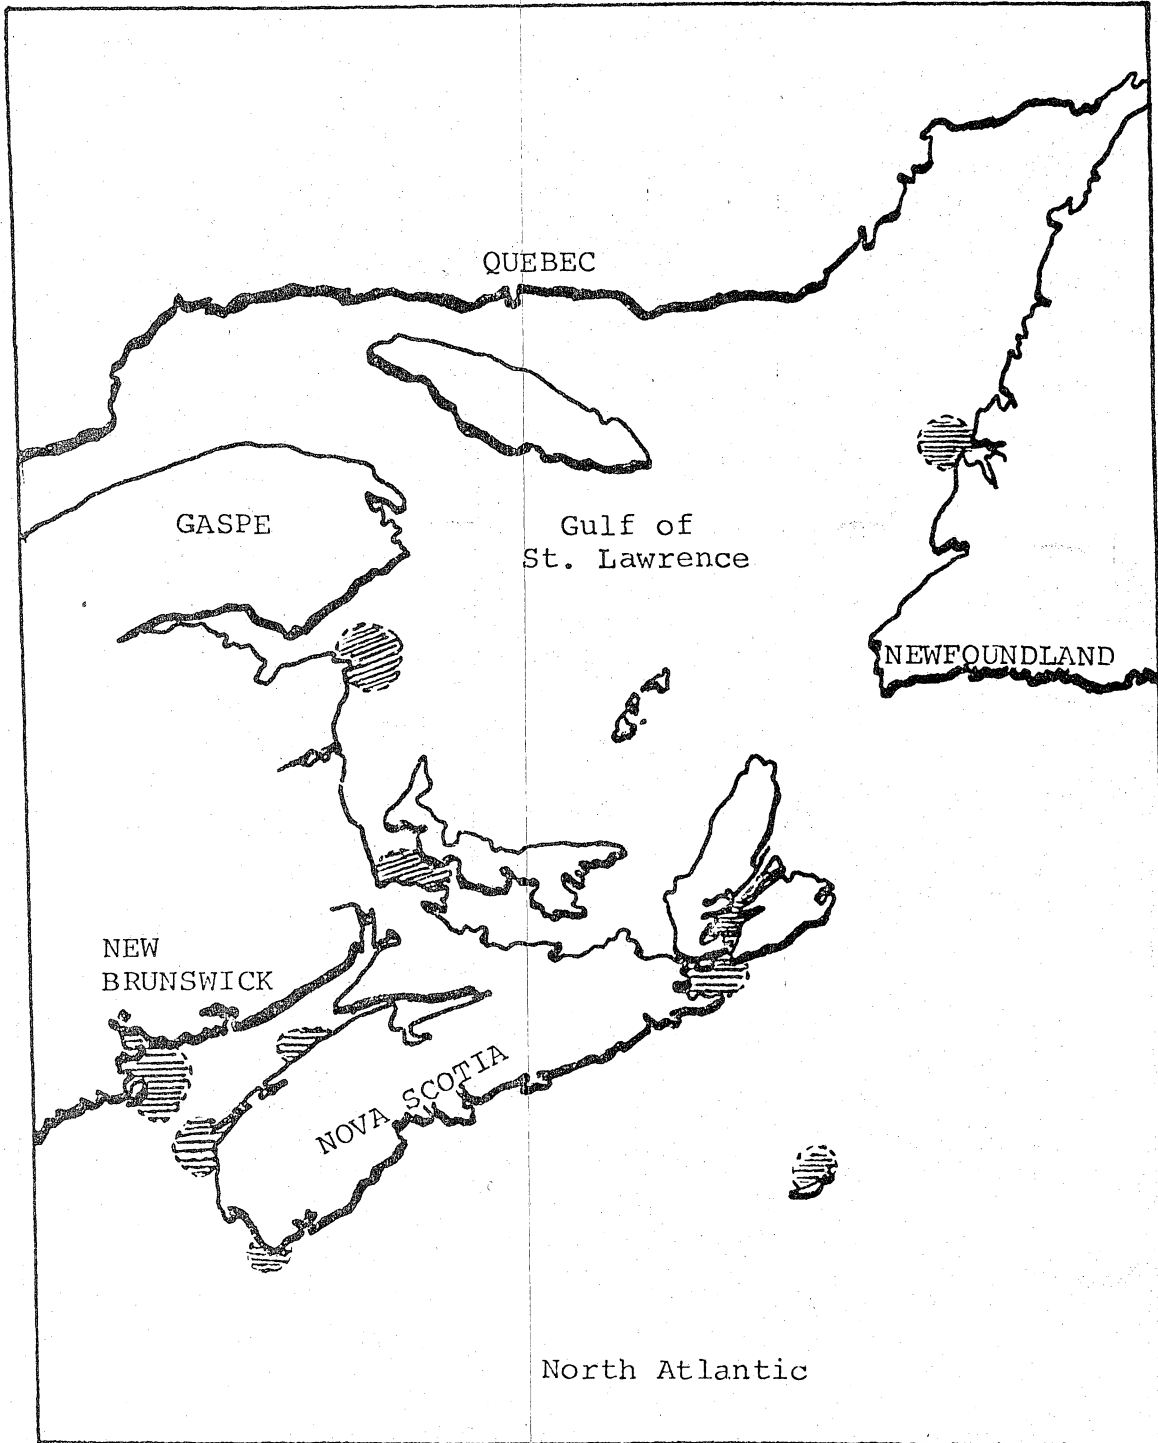 QUEBEC
GASPE
Gulf of
St. Lawrence
NEWFOUNDLAND
NEW
BRUNSWICK
NOVA SCOTIA
North Atlantic